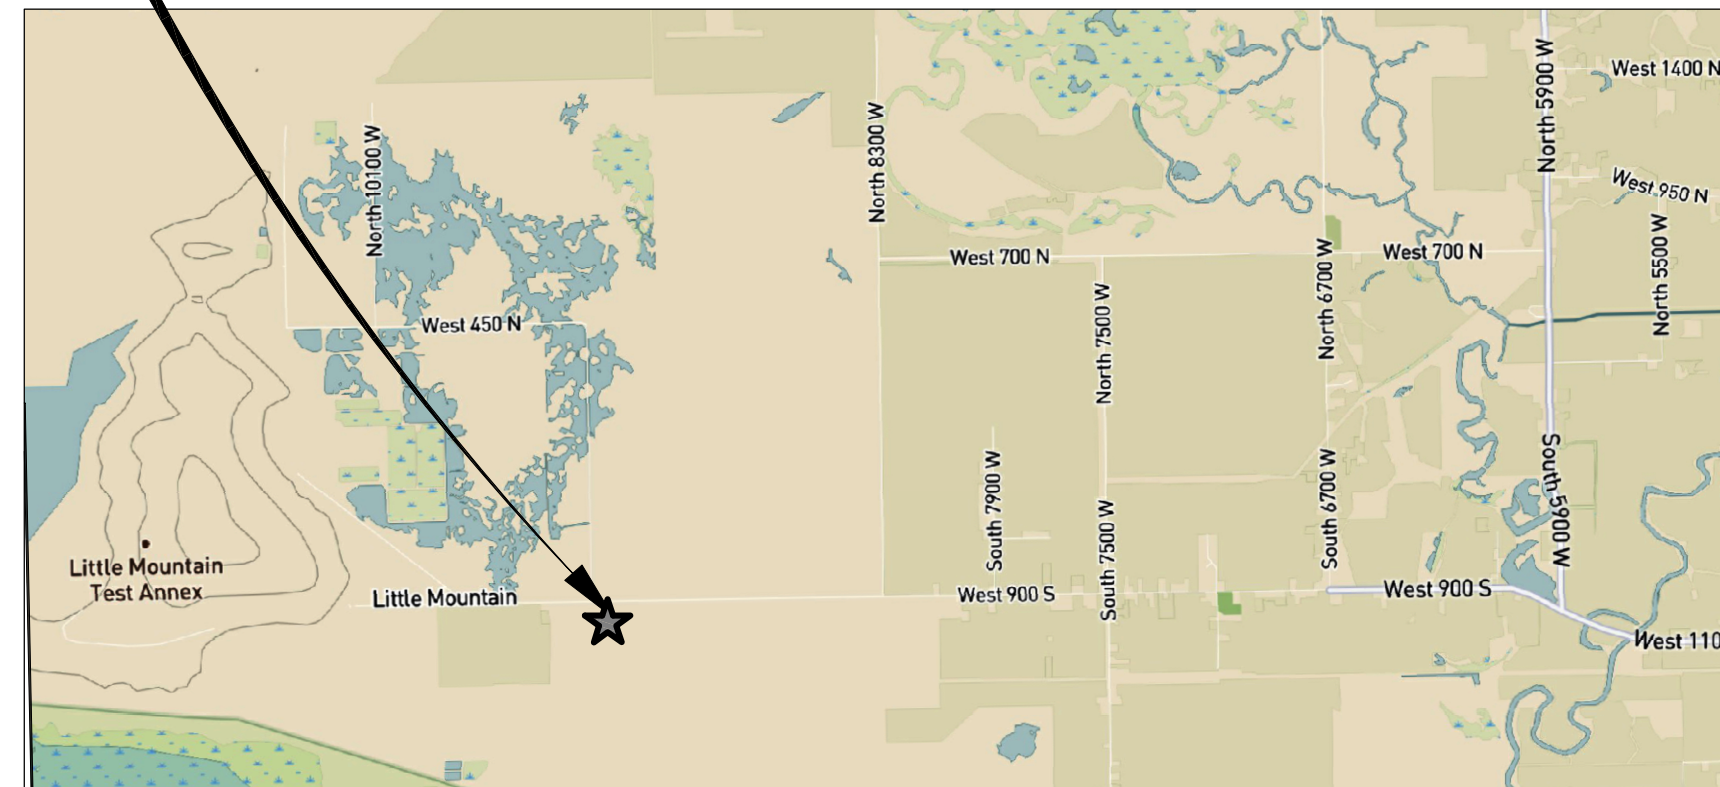 West 1400 N
North 5900 W
North 8300 W
North 10100 W
West 950 N
West 700 N
West 700 N
North 5500 W
North 6700 W
North 7500 W
West 450 N
South 5900 W
South 7900 W
South 6700 W
South 7500 W
Little Mountain
Test Annex
Little Mountain
West 900 S
West 900 S
West 110